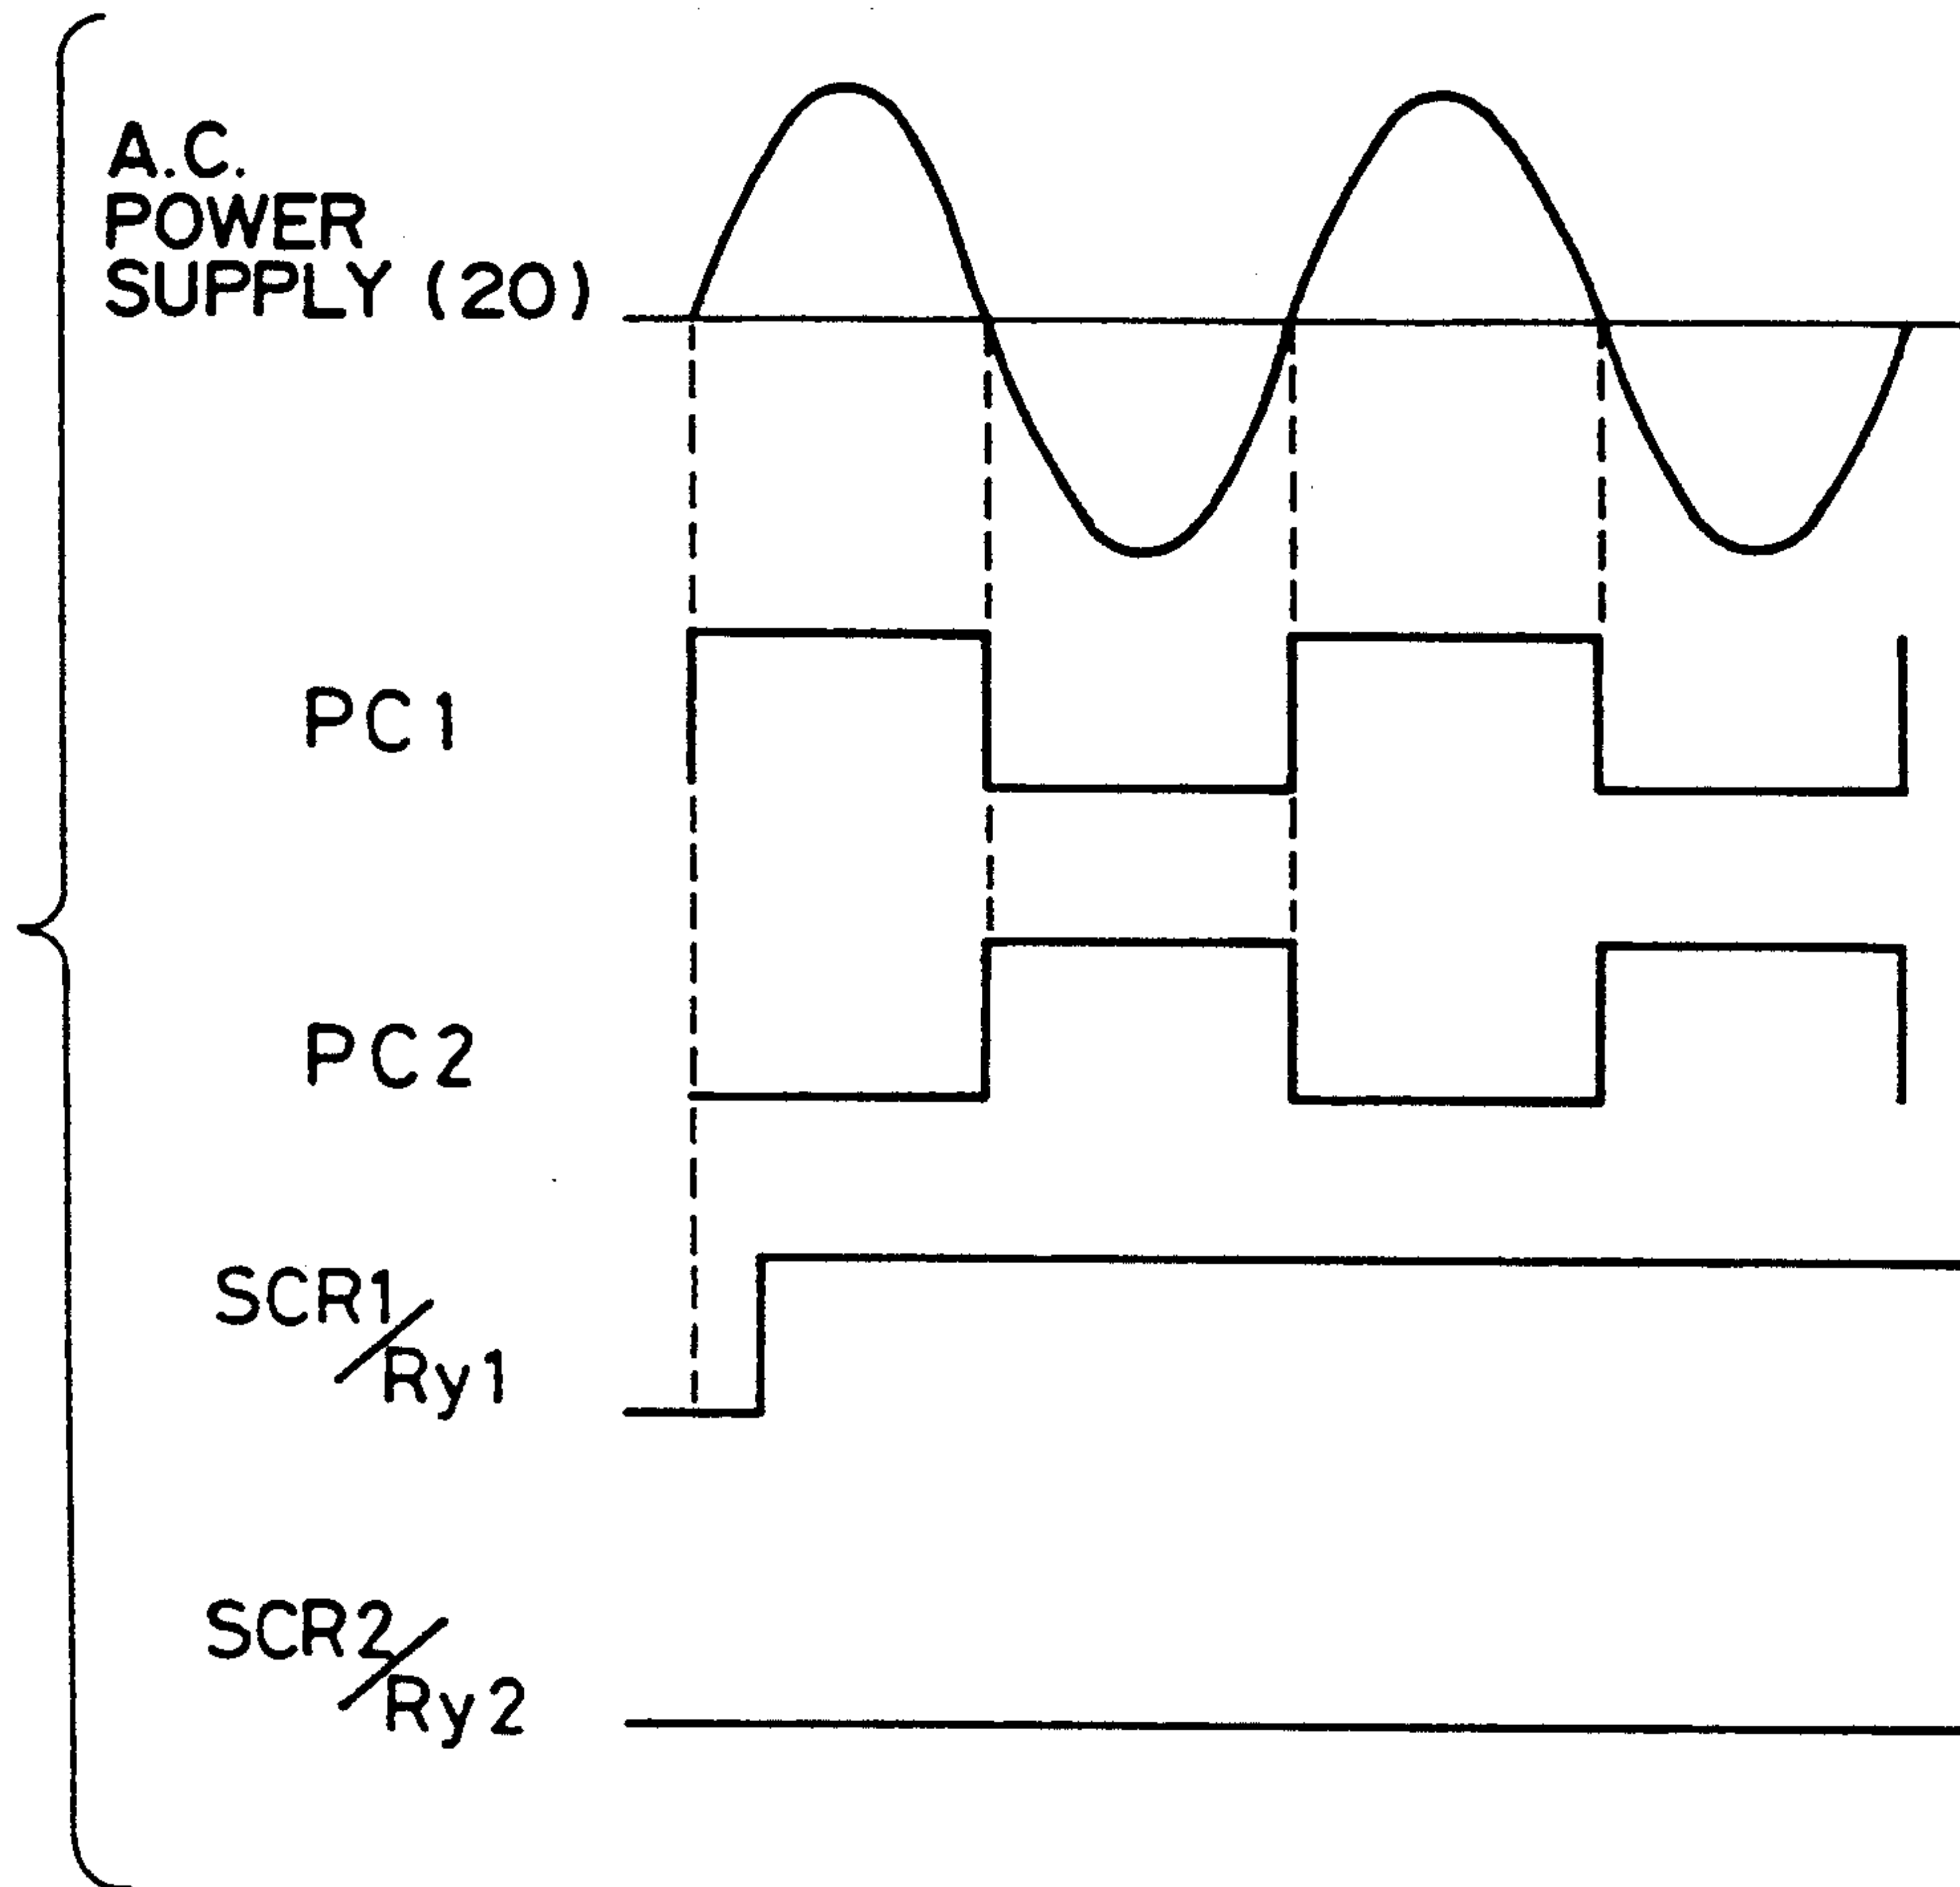 A.C.
POWER
SUPPLY (20)
PC1
PC2
SCR1/Ry1
SCR2/Ry2